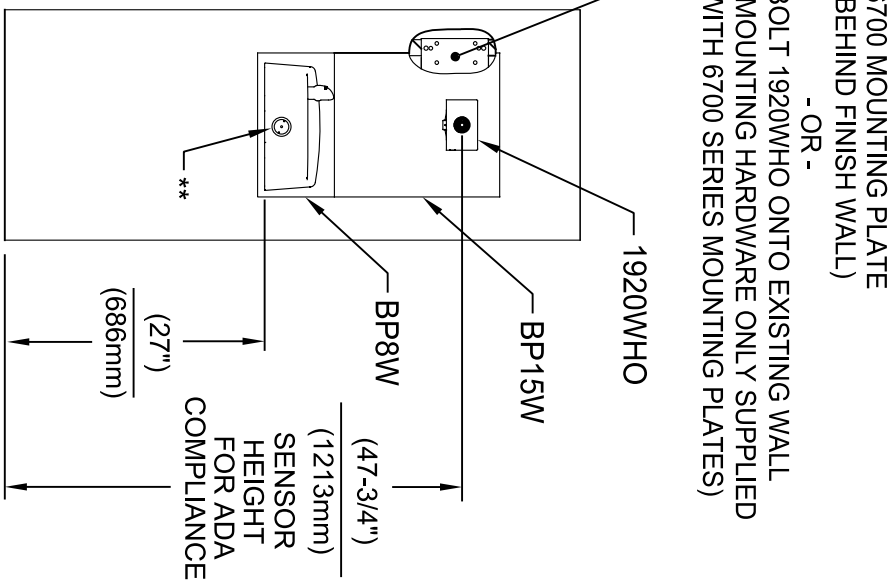 6700 MOUNTING PLATE
(BEHIND FINISH WALL)
- OR -
BOLT 1920WHO ONTO EXISTING WALL
MOUNTING HARDWARE ONLY SUPPLIED
WITH 6700 SERIES MOUNTING PLATES)
1920WHO
BP15W
BP8W
**
(27")
(686mm)
(47-3/4")
(1213mm)
SENSOR
HEIGHT
FOR ADA
COMPLIANCE